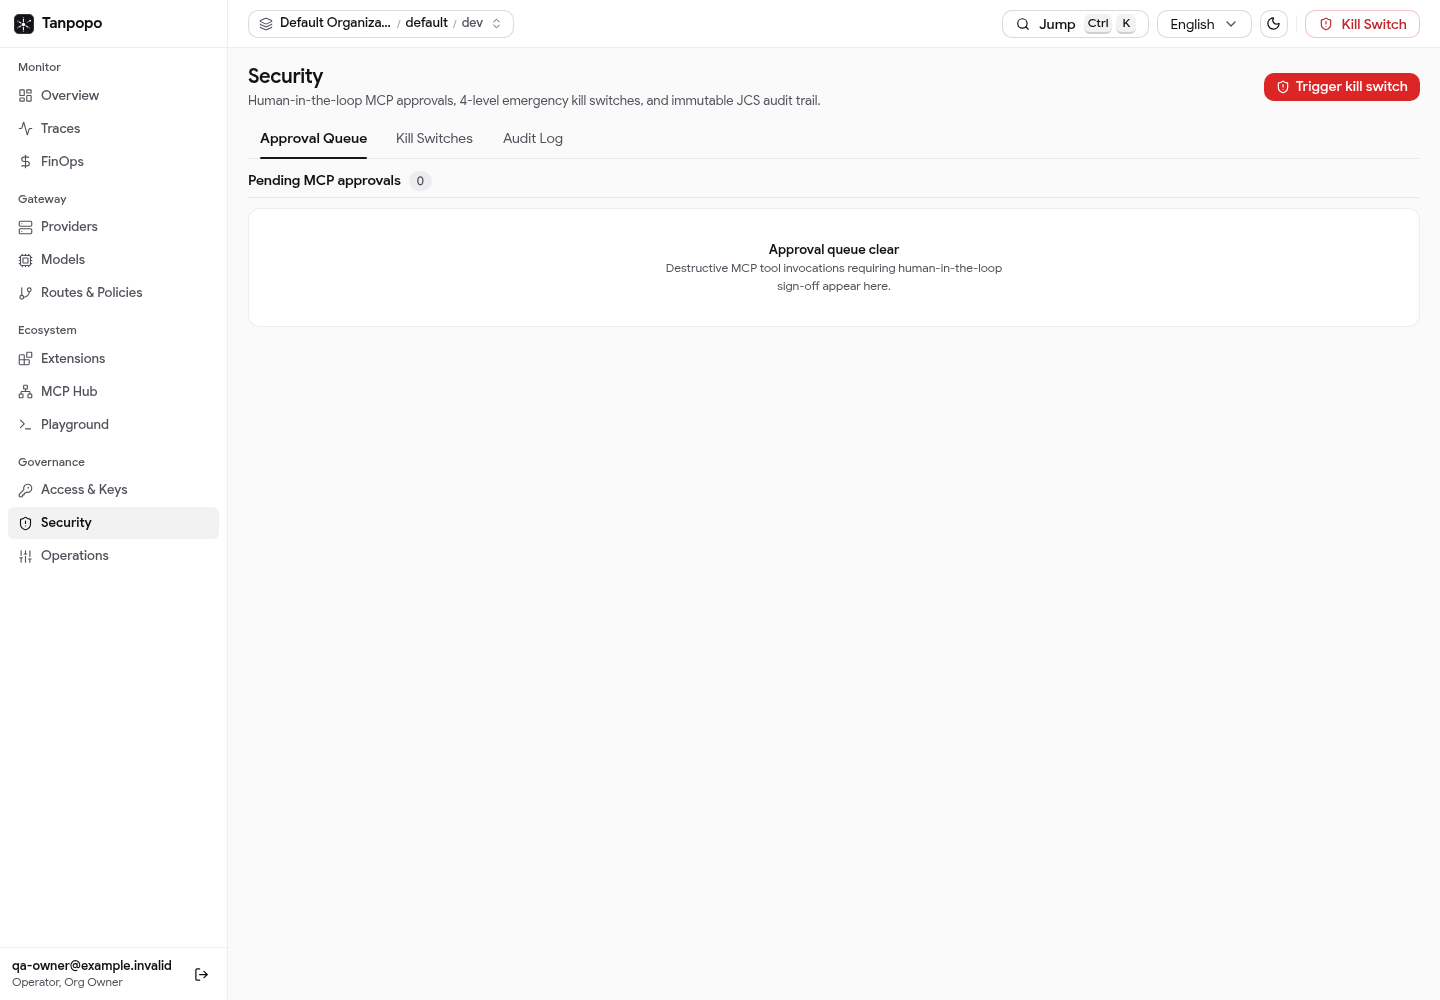 Tanpopo
Default Organiza... / default / dev
Jump Ctrl K
English
Kill Switch
Monitor
Overview
Traces
FinOps
Gateway
Providers
Models
Routes & Policies
Ecosystem
Extensions
MCP Hub
Playground
Governance
Access & Keys
Security
Operations
qa-owner@example.invalid
Operator, Org Owner
Security
Human-in-the-loop MCP approvals, 4-level emergency kill switches, and immutable JCS audit trail.
Trigger kill switch
Approval Queue Kill Switches Audit Log
Pending MCP approvals 0
Approval queue clear
Destructive MCP tool invocations requiring human-in-the-loop
sign-off appear here.